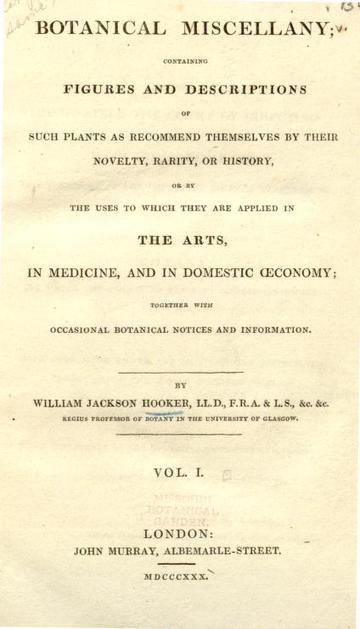 BOTANICAL MISCELLANY;
CONTAINING
FIGURES AND DESCRIPTIONS
OF
SUCH PLANTS AS RECOMMEND THEMSELVES BY THEIR
NOVELTY, RARITY, OR HISTORY,
OR BY
THE USES TO WHICH THEY ARE APPLIED IN
THE ARTS,
IN MEDICINE, AND IN DOMESTIC ŒCONOMY;
TOGETHER WITH
OCCASIONAL BOTANICAL NOTICES AND INFORMATION.
BY
WILLIAM JACKSON HOOKER, LL.D., F.R.A. & L.S., &c. &c.
REGIUS PROFESSOR OF BOTANY IN THE UNIVERSITY OF GLASGOW.
VOL. I.
MISSOURI
BOTANICAL
GARDEN.
LONDON:
JOHN MURRAY, ALBEMARLE-STREET.
MDCCCXXX.